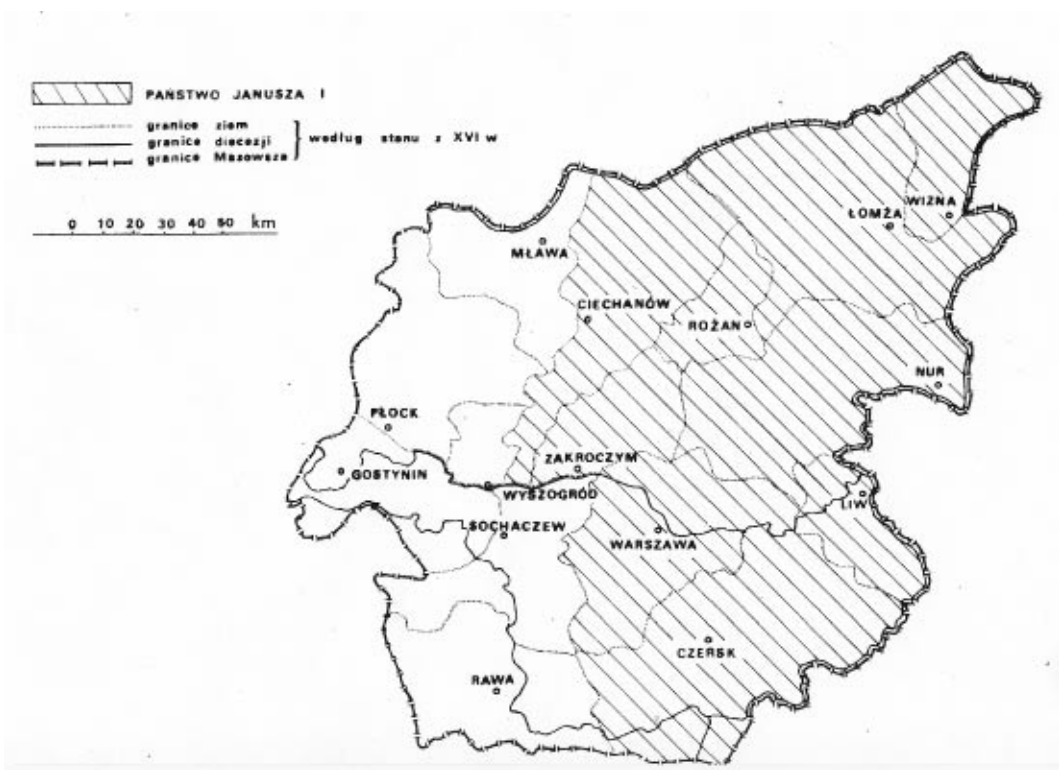 PAŃSTWO JANUSZA I
granice ziem
granice diecezji
granice Mazowsza
według stanu z XVI w
0 10 20 30 40 50 km
WIZNA
ŁOMŻA
MŁAWA
CIECHANÓW
ROŻAN
NUR
PŁOCK
ZAKROCZYM
GOSTYNIN
WYSZOGRÓD
LIW
SOCHACZEW
WARSZAWA
CZERSK
RAWA